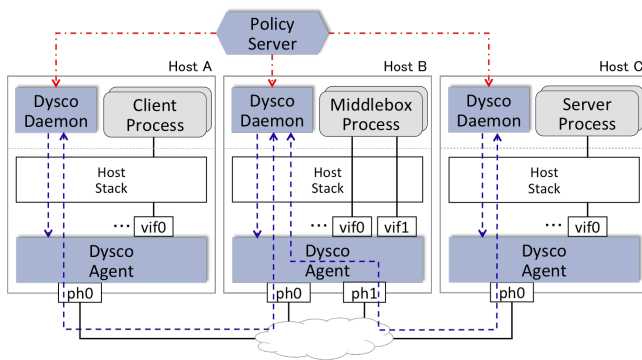 Policy
Server
Host A
Host B
Host C
Dysco
Daemon
Client
Process
Dysco
Daemon
Middlebox
Process
Dysco
Daemon
Server
Process
Host
Stack
Host
Stack
Host
Stack
... vif0
... vif0
vif1
... vif0
Dysco
Agent
Dysco
Agent
Dysco
Agent
ph0
ph0
ph1
ph0